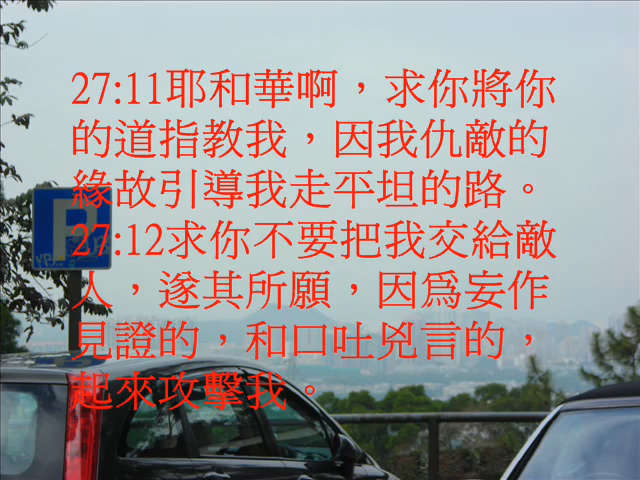 27:11耶和華啊，求你將你
的道指教我，因我仇敵的
緣故引導我走平坦的路。
27:12求你不要把我交給敵
人，遂其所願，因為妄作
見證的，和口吐兇言的，
起來攻擊我。
P